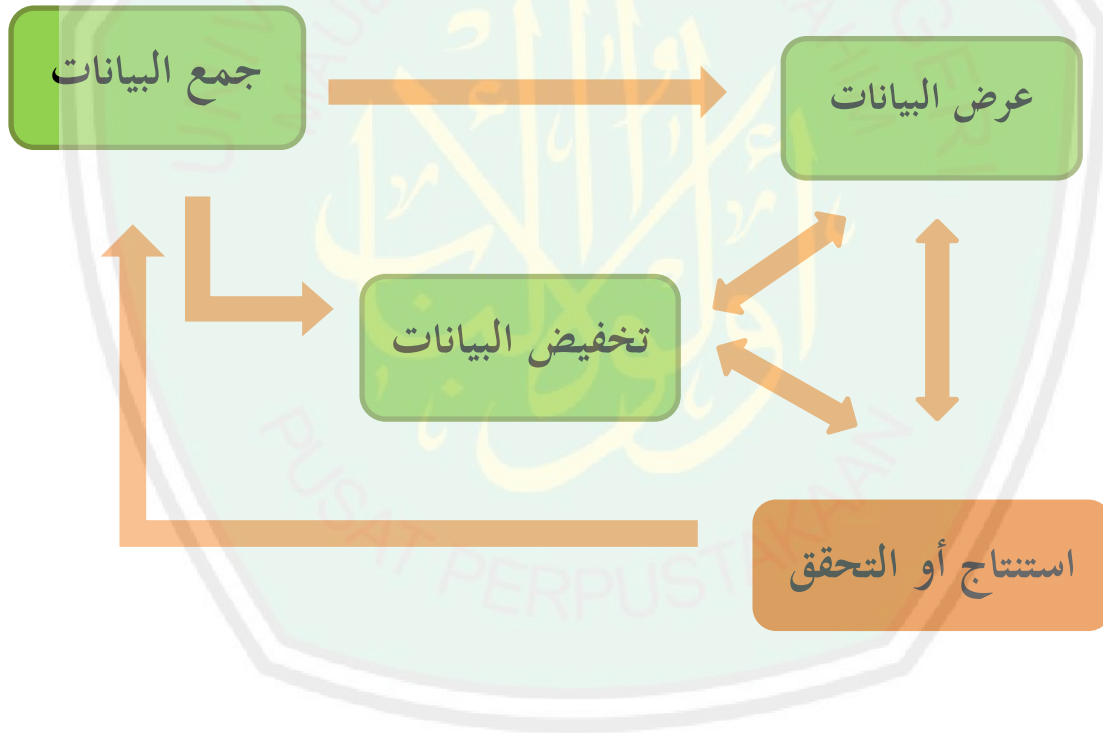 جمع البيانات
عرض البيانات
تخفيض البيانات
استنتاج أو التحقق
PUSAT PERPUSTAKAAN